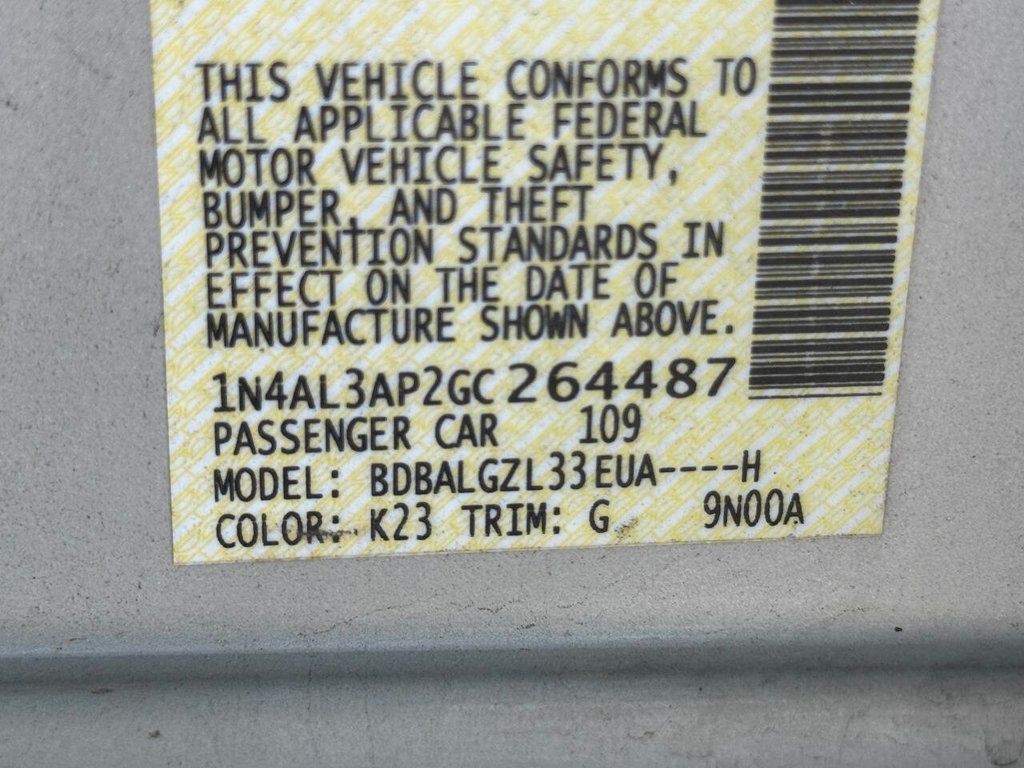 THIS VEHICLE CONFORMS TO
ALL APPLICABLE FEDERAL
MOTOR VEHICLE SAFETY,
BUMPER, AND THEFT
PREVENTION STANDARDS IN
EFFECT ON THE DATE OF
MANUFACTURE SHOWN ABOVE.
1N4AL3AP2GC264487
PASSENGER CAR 109
MODEL: BDBALGZL33EUA----H
COLOR: K23 TRIM: G 9N00A